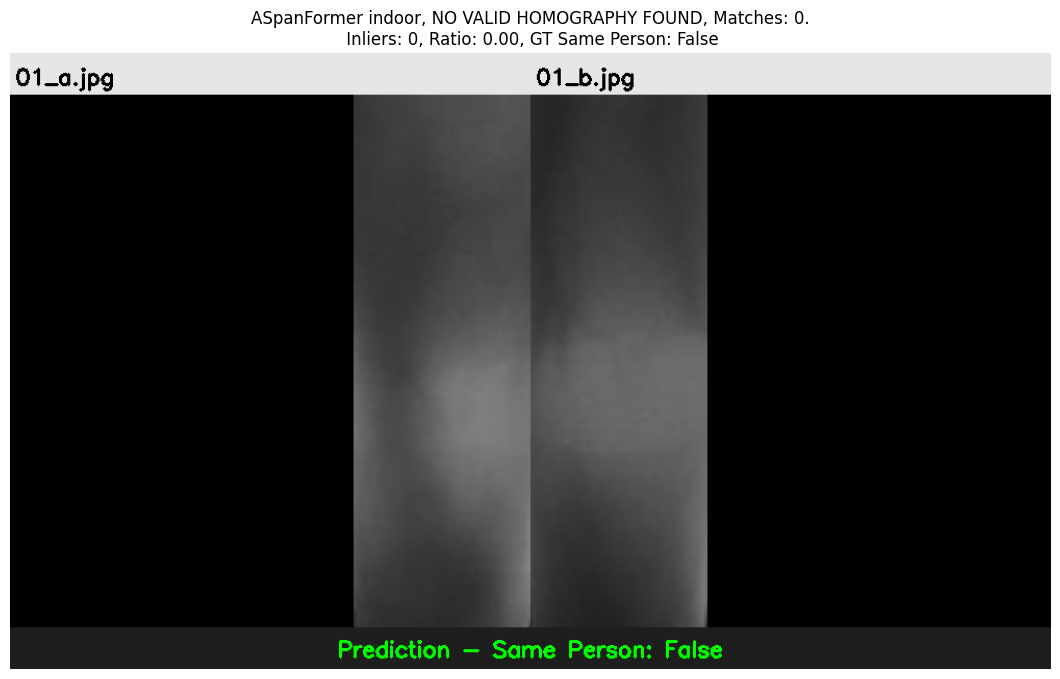 ASpanFormer indoor, NO VALID HOMOGRAPHY FOUND, Matches: 0.
Inliers: 0, Ratio: 0.00, GT Same Person: False
01_a.jpg
01_b.jpg
Prediction - Same Person: False